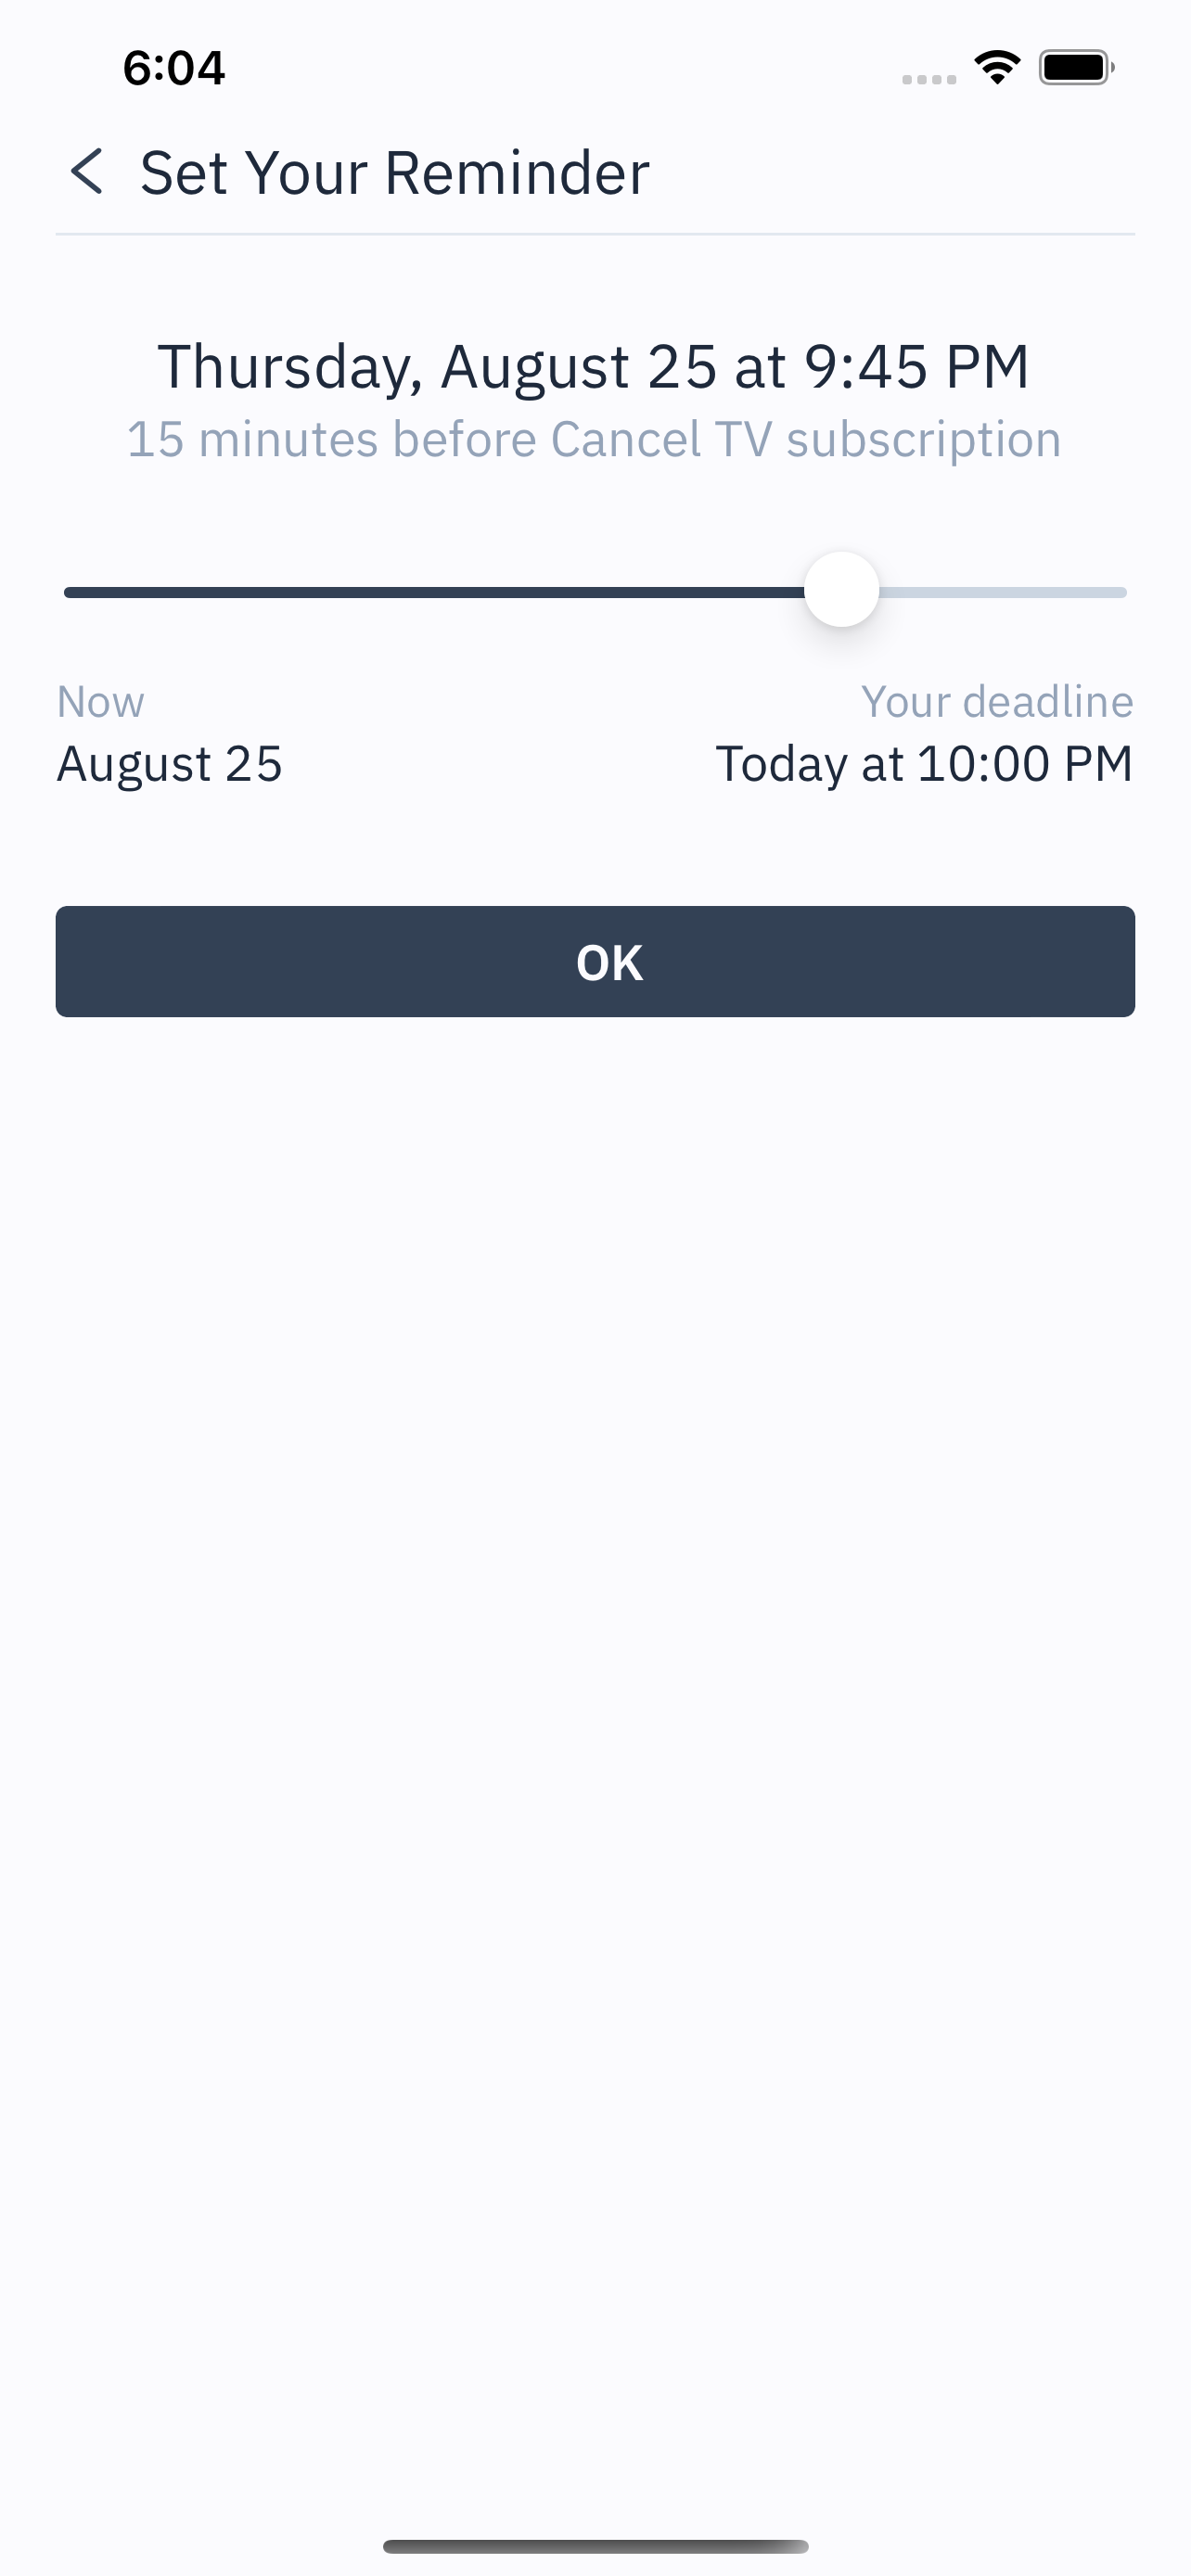 6:04
Set Your Reminder
Thursday, August 25 at 9:45 PM
15 minutes before Cancel TV subscription
Now
Your deadline
August 25
Today at 10:00 PM
OK